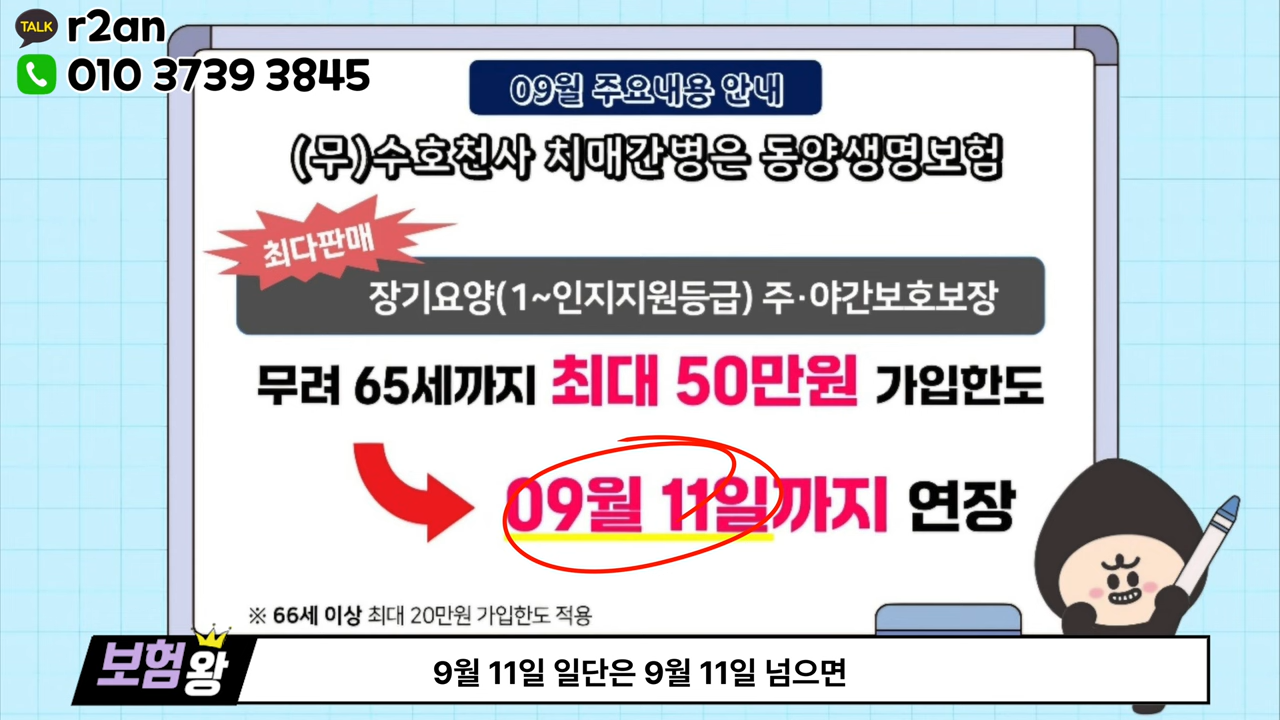 TALK r2an
010 3739 3845
09월 주요내용 안내
(무)수호천사 치매간병은 동양생명보험
최다판매
장기요양(1~인지지원등급) 주·야간보호보장
무려 65세까지 최대 50만원 가입한도
09월 11일까지 연장
※ 66세 이상 최대 20만원 가입한도 적용
보험왕
9월 11일 일단은 9월 11일 넘으면